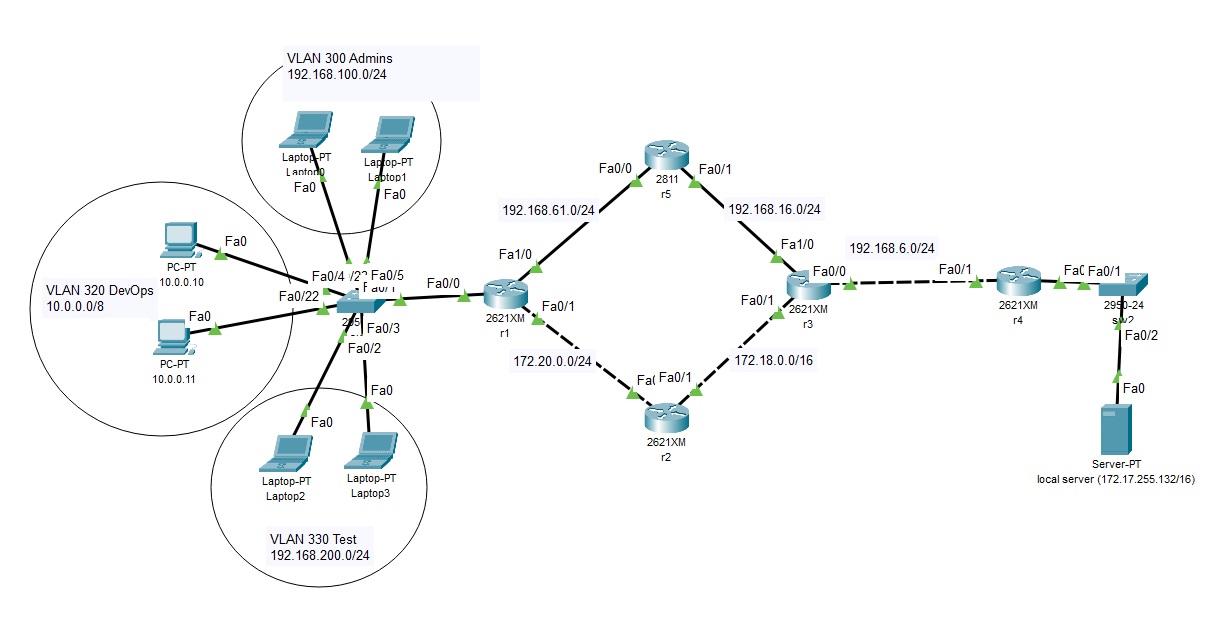 VLAN 300 Admins
192.168.100.0/24
Laptop-PT
Laptop0
Fa0
Laptop-PT
Laptop1
Fa0
PC-PT
10.0.0.10
Fa0
VLAN 320 DevOps
10.0.0.0/8
PC-PT
10.0.0.11
Fa0
Fa0/4
Fa0/5
Fa0/22
Fa0/1
Fa0/3
Fa0/2
Fa0/0
Fa0
Laptop-PT
Laptop2
Fa0
Laptop-PT
Laptop3
VLAN 330 Test
192.168.200.0/24
Fa1/0
2621XM
r1
Fa0/1
192.168.61.0/24
Fa0/0
2811
r5
Fa0/1
192.168.16.0/24
172.20.0.0/24
Fa0/1
2621XM
r2
172.18.0.0/16
Fa1/0
Fa0/0
Fa0/1
2621XM
r3
192.168.6.0/24
Fa0/1
2621XM
r4
Fa0/1
2950-24
sw2
Fa0/2
Fa0
Server-PT
local server (172.17.255.132/16)